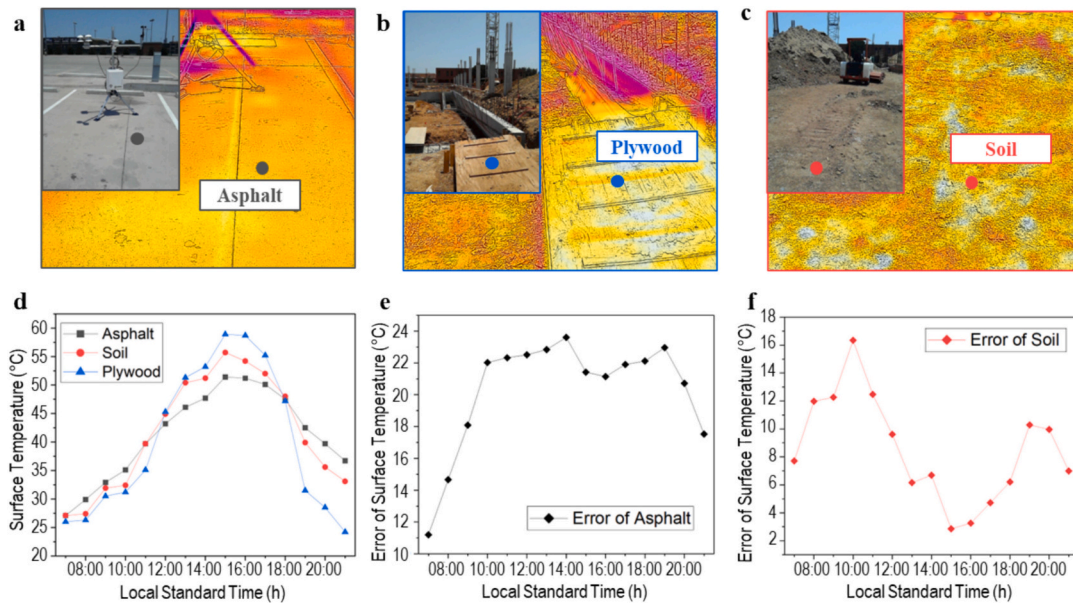 a
b
c
Asphalt
Plywood
Soil
d
e
f
Surface Temperature (°C)
60
55
50
45
40
35
30
25
20
Asphalt
Soil
Plywood
08:00 10:00 12:00 14:00 16:00 18:00 20:00
Local Standard Time (h)
Error of Surface Temperature (°C)
24
22
20
18
16
14
12
10
Error of Asphalt
08:00 10:00 12:00 14:00 16:00 18:00 20:00
Local Standard Time (h)
Error of Surface Temperature (°C)
18
16
14
12
10
8
6
4
2
Error of Soil
08:00 10:00 12:00 14:00 16:00 18:00 20:00
Local Standard Time (h)